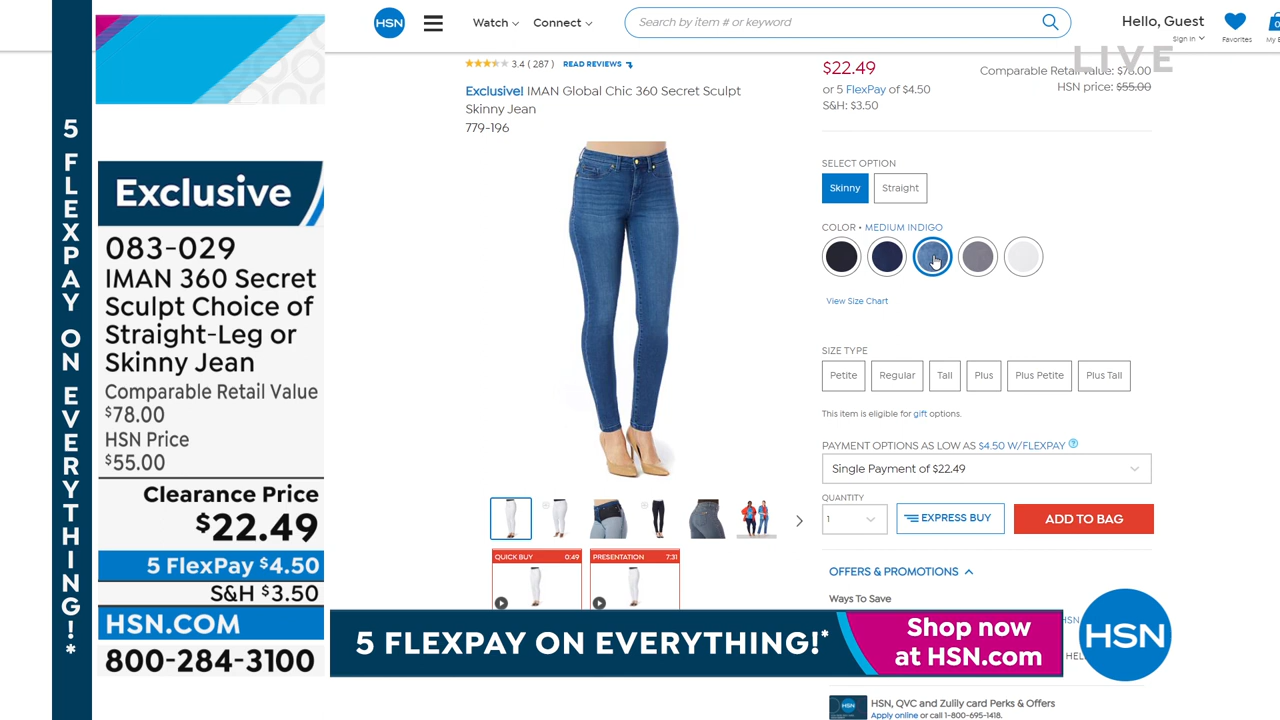 5 FLEXPAY ON EVERYTHING!*
Exclusive
083-029
IMAN 360 Secret
Sculpt Choice of
Straight-Leg or
Skinny Jean
Comparable Retail Value
$78.00
HSN Price
$55.00
Clearance Price
$22.49
5 FlexPay $4.50
S&H $3.50
HSN.COM
800-284-3100
HSN
Watch
Connect
Search by item # or keyword
Hello, Guest
Sign In
Favorites
0
LIVE
3.4 ( 287 ) READ REVIEWS
Exclusive! IMAN Global Chic 360 Secret Sculpt
Skinny Jean
779-196
QUICK BUY 0:49
PRESENTATION 7:31
$22.49
Comparable Retail Value: $78.00
or 5 FlexPay of $4.50
HSN price: $55.00
S&H: $3.50
SELECT OPTION
Skinny
Straight
COLOR • MEDIUM INDIGO
View Size Chart
SIZE TYPE
Petite
Regular
Tall
Plus
Plus Petite
Plus Tall
This item is eligible for gift options.
PAYMENT OPTIONS AS LOW AS $4.50 W/FLEXPAY
Single Payment of $22.49
QUANTITY
1
EXPRESS BUY
ADD TO BAG
OFFERS & PROMOTIONS
Ways To Save
5 FLEXPAY ON EVERYTHING!*
Shop now
at HSN.com
HSN
HSN
HSN, QVC and Zulily card Perks & Offers
Apply online or call 1-800-695-1418.